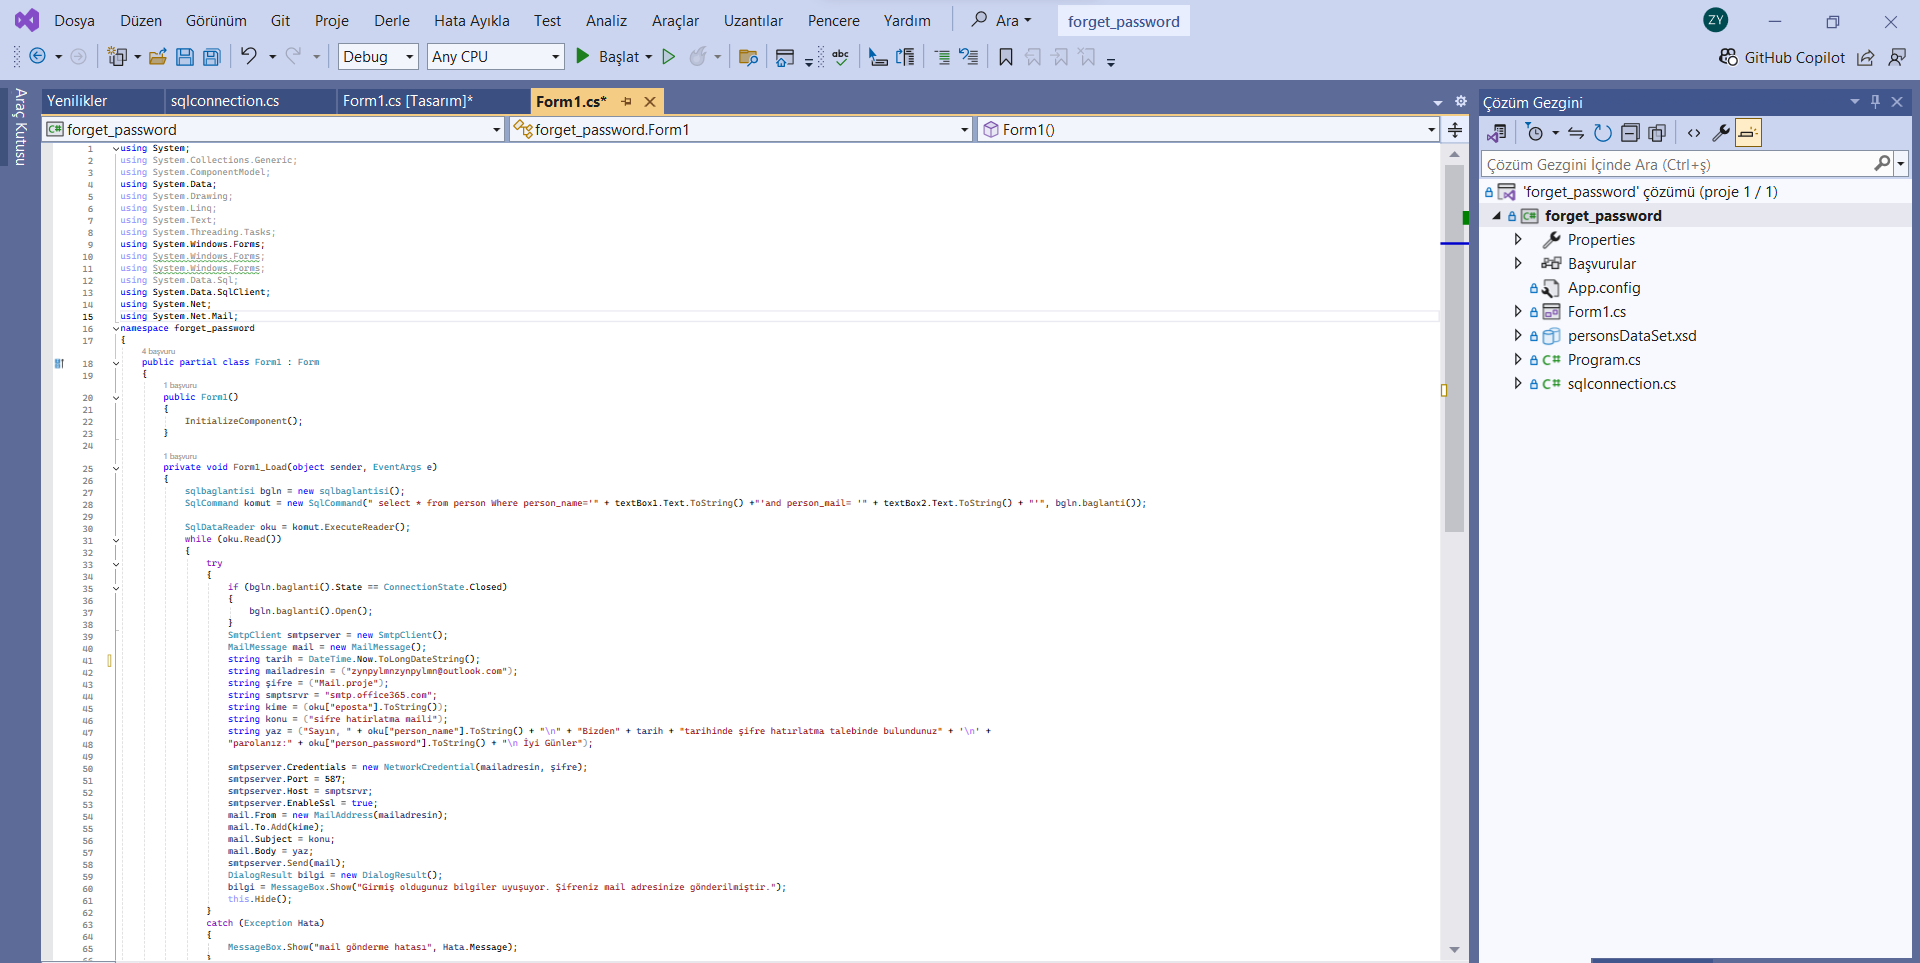 Dosya Düzen Görünüm Git Proje Derle Hata Ayıkla Test Analiz Araçlar Uzantılar Pencere Yardım Ara forget_password ZY
Debug Any CPU Başlat abc GitHub Copilot
Araç Kutusu
Yenilikler sqlconnection.cs Form1.cs [Tasarım]* Form1.cs*
C# forget_password forget_password.Form1 Form1()
1 using System;
2 using System.Collections.Generic;
3 using System.ComponentModel;
4 using System.Data;
5 using System.Drawing;
6 using System.Linq;
7 using System.Text;
8 using System.Threading.Tasks;
9 using System.Windows.Forms;
10 using System.Windows.Forms;
11 using System.Windows.Forms;
12 using System.Data.Sql;
13 using System.Data.SqlClient;
14 using System.Net;
15 using System.Net.Mail;
16 namespace forget_password
17 {
4 başvuru
18 public partial class Form1 : Form
19 {
1 başvuru
20 public Form1()
21 {
22 InitializeComponent();
23 }
24
1 başvuru
25 private void Form1_Load(object sender, EventArgs e)
26 {
27 sqlbaglantisi bgln = new sqlbaglantisi();
28 SqlCommand komut = new SqlCommand(" select * from person Where person_name='" + textBox1.Text.ToString() +"'and person_mail= '" + textBox2.Text.ToString() + "'", bgln.baglanti());
29
30 SqlDataReader oku = komut.ExecuteReader();
31 while (oku.Read())
32 {
33 try
34 {
35 if (bgln.baglanti().State == ConnectionState.Closed)
36 {
37 bgln.baglanti().Open();
38 }
39 SmtpClient smtpserver = new SmtpClient();
40 MailMessage mail = new MailMessage();
41 string tarih = DateTime.Now.ToLongDateString();
42 string mailadresin = ("zynpylmnzynpylmn@outlook.com");
43 string şifre = ("Mail.proje");
44 string smptsrvr = "smtp.office365.com";
45 string kime = (oku["eposta"].ToString());
46 string konu = ("sifre hatirlatma maili");
47 string yaz = ("Sayın, " + oku["person_name"].ToString() + "\n" + "Bizden" + tarih + "tarihinde şifre hatırlatma talebinde bulundunuz" + '\n' +
48 "parolanız:" + oku["person_password"].ToString() + "\n İyi Günler");
49
50 smtpserver.Credentials = new NetworkCredential(mailadresin, şifre);
51 smtpserver.Port = 587;
52 smtpserver.Host = smptsrvr;
53 smtpserver.EnableSsl = true;
54 mail.From = new MailAddress(mailadresin);
55 mail.To.Add(kime);
56 mail.Subject = konu;
57 mail.Body = yaz;
58 smtpserver.Send(mail);
59 DialogResult bilgi = new DialogResult();
60 bilgi = MessageBox.Show("Girmiş oldugunuz bilgiler uyuşuyor. Şifreniz mail adresinize gönderilmiştir.");
61 this.Hide();
62 }
63 catch (Exception Hata)
64 {
65 MessageBox.Show("mail gönderme hatası", Hata.Message);
66 }
Çözüm Gezgini
Çözüm Gezgini İçinde Ara (Ctrl+ş)
'forget_password' çözümü (proje 1 / 1)
C# forget_password
Properties
Başvurular
App.config
Form1.cs
personsDataSet.xsd
C# Program.cs
C# sqlconnection.cs